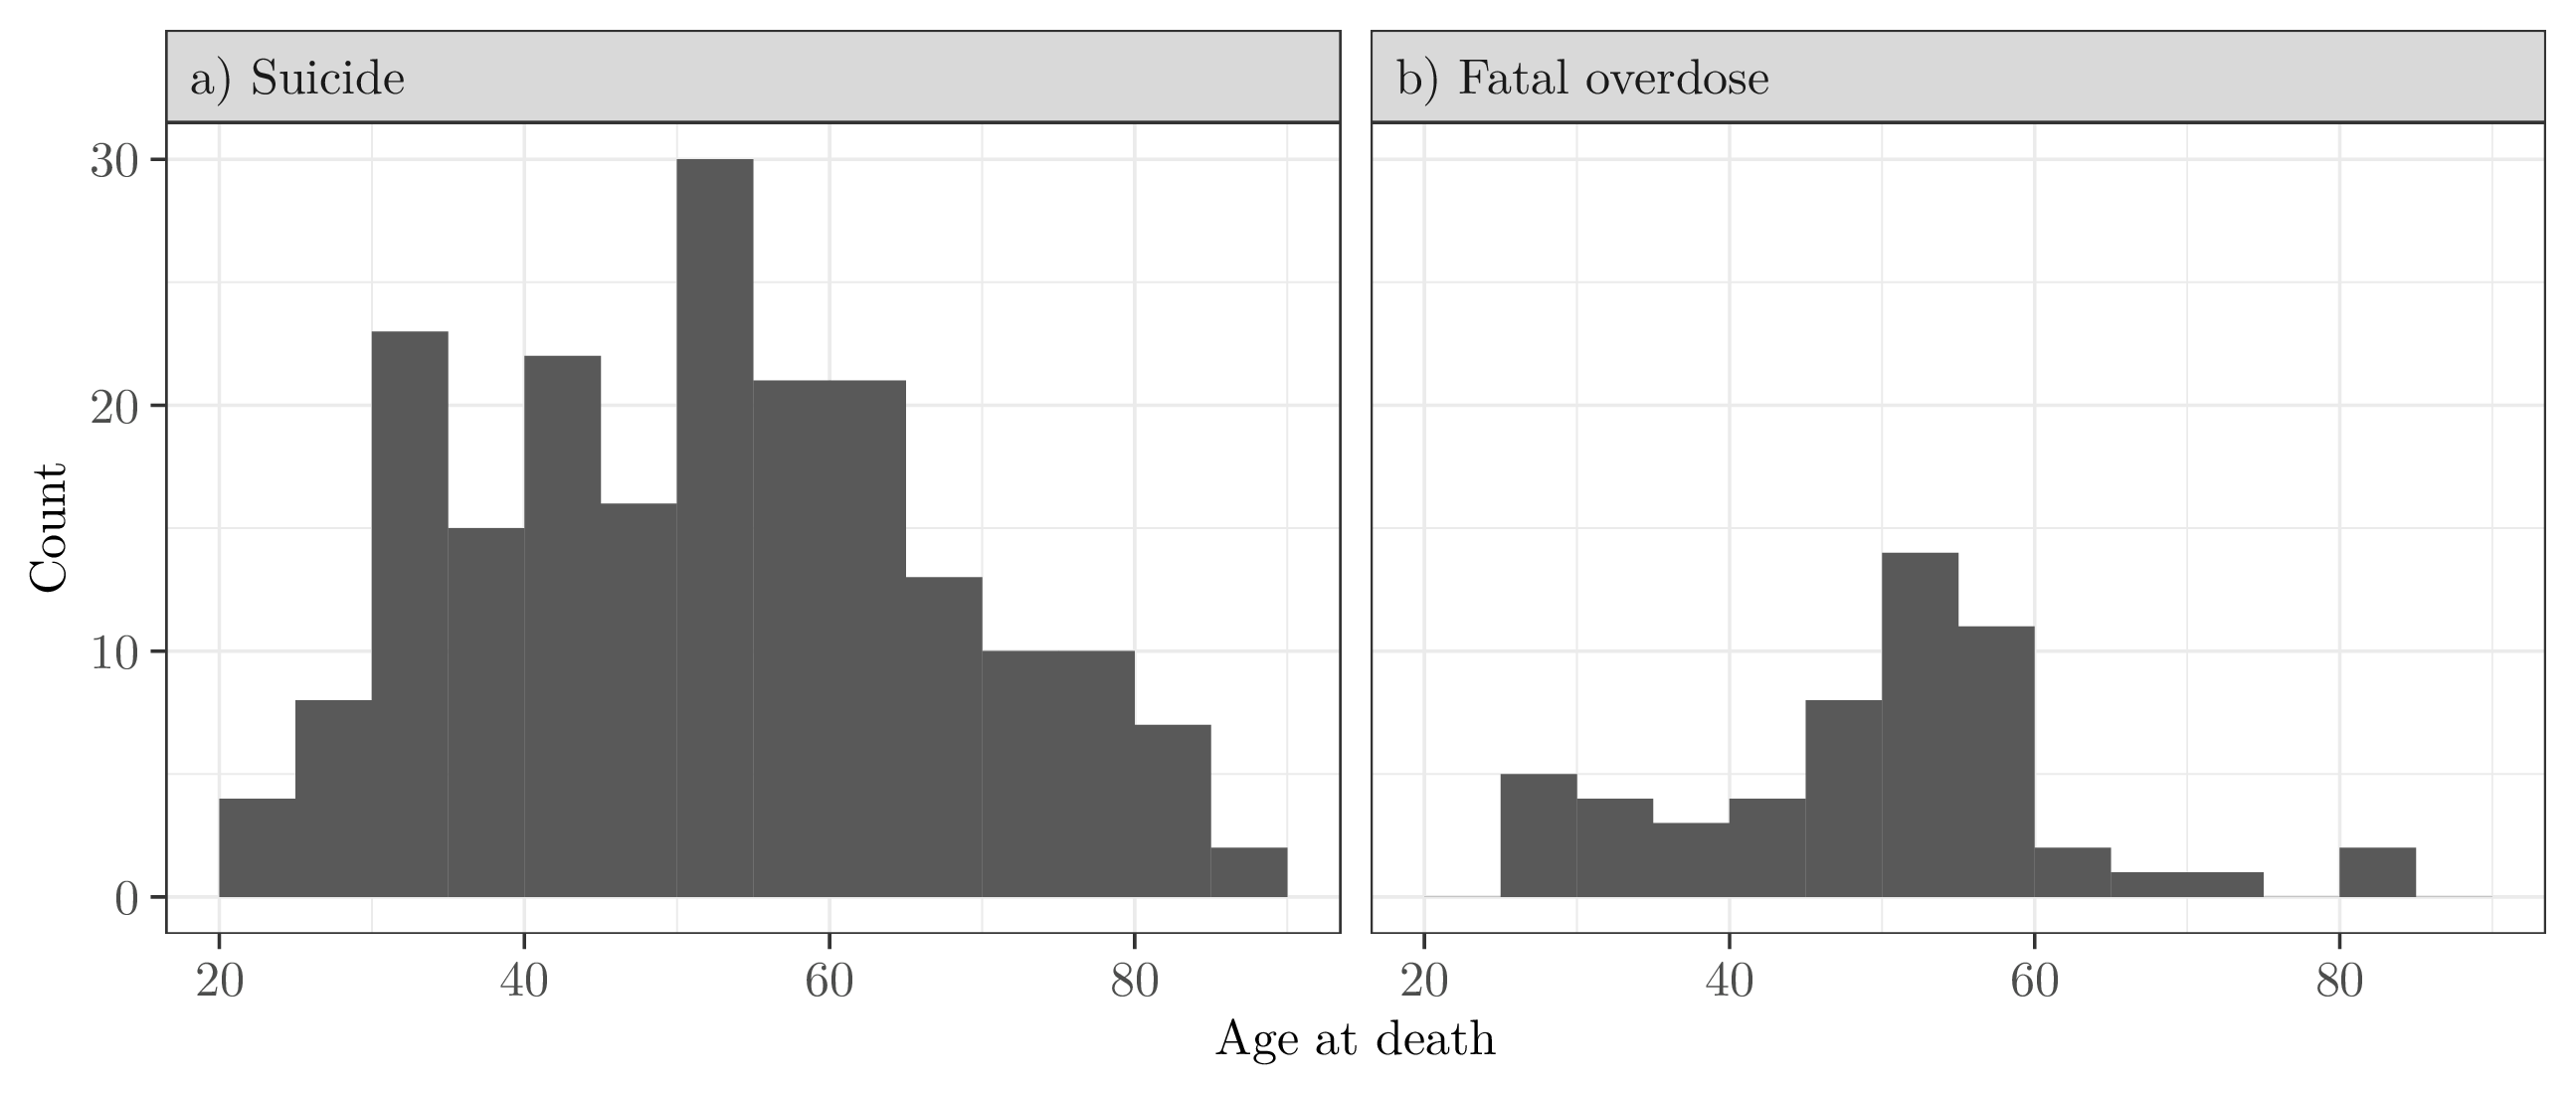 a) Suicide
b) Fatal overdose
30
20
10
0
Count
20 40 60 80
20 40 60 80
Age at death